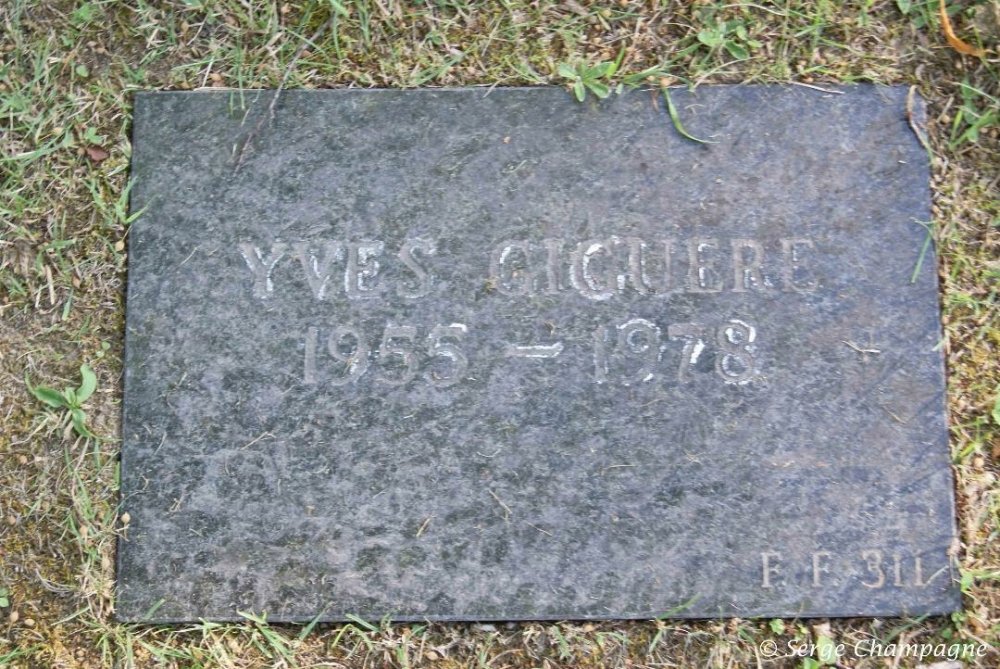 YVES GIGUERE
1955 - 1978
F. F. 311
© Serge Champagne